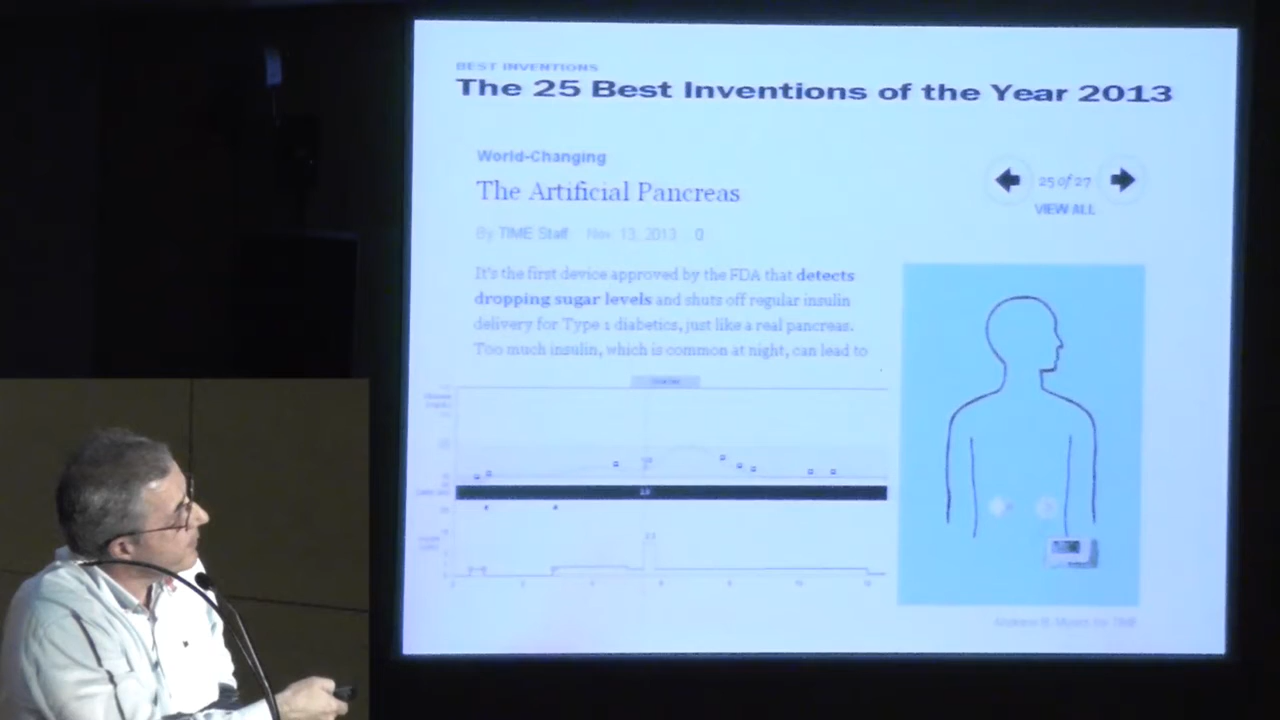 BEST INVENTIONS
The 25 Best Inventions of the Year 2013
World-Changing
The Artificial Pancreas
25 of 27
VIEW ALL
By TIME Staff Nov. 13, 2013 0
It's the first device approved by the FDA that detects
dropping sugar levels and shuts off regular insulin
delivery for Type 1 diabetics, just like a real pancreas.
Too much insulin, which is common at night, can lead to